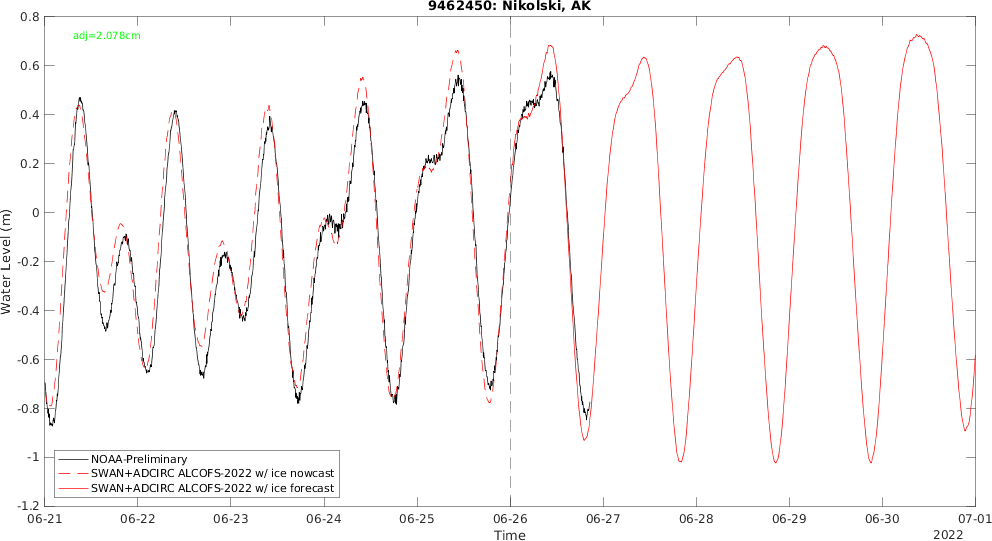 9462450: Nikolski, AK
adj=2.078cm
0.8
0.6
0.4
0.2
0
-0.2
-0.4
-0.6
-0.8
-1
-1.2
Water Level (m)
NOAA-Preliminary
SWAN+ADCIRC ALCOFS-2022 w/ ice nowcast
SWAN+ADCIRC ALCOFS-2022 w/ ice forecast
06-21 06-22 06-23 06-24 06-25 06-26 06-27 06-28 06-29 06-30 07-01
Time
2022